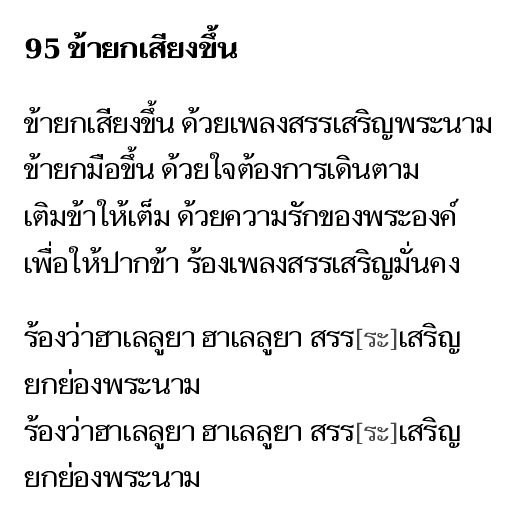 95 ข้ายกเสียงขึ้น
ข้ายกเสียงขึ้น ด้วยเพลงสรรเสริญพระนาม
ข้ายกมือขึ้น ด้วยใจต้องการเดินตาม
เติมข้าให้เต็ม ด้วยความรักของพระองค์
เพื่อให้ปากข้า ร้องเพลงสรรเสริญมั่นคง
ร้องว่าฮาเลลูยา ฮาเลลูยา สรร[ระ]เสริญ
ยกย่องพระนาม
ร้องว่าฮาเลลูยา ฮาเลลูยา สรร[ระ]เสริญ
ยกย่องพระนาม